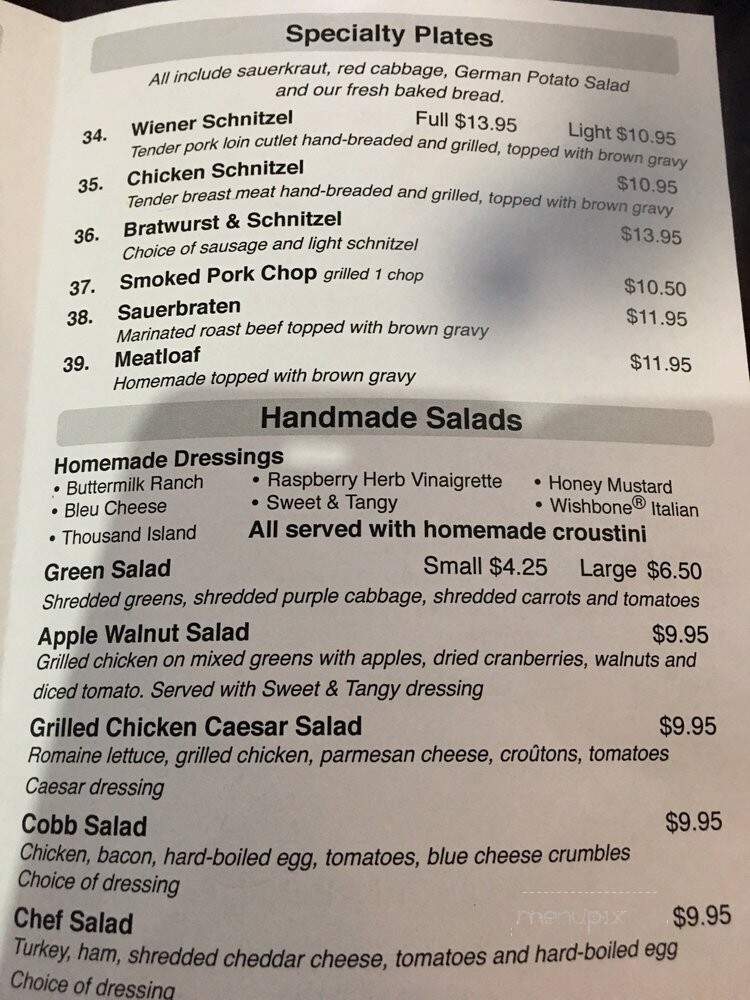 Specialty Plates
All include sauerkraut, red cabbage, German Potato Salad
and our fresh baked bread.
34. Wiener Schnitzel Full $13.95 Light $10.95
Tender pork loin cutlet hand-breaded and grilled, topped with brown gravy
35. Chicken Schnitzel $10.95
Tender breast meat hand-breaded and grilled, topped with brown gravy
36. Bratwurst & Schnitzel $13.95
Choice of sausage and light schnitzel
37. Smoked Pork Chop grilled 1 chop $10.50
38. Sauerbraten $11.95
Marinated roast beef topped with brown gravy
39. Meatloaf $11.95
Homemade topped with brown gravy
Handmade Salads
Homemade Dressings
• Buttermilk Ranch • Raspberry Herb Vinaigrette • Honey Mustard
• Bleu Cheese • Sweet & Tangy • Wishbone® Italian
• Thousand Island All served with homemade croustini
Green Salad Small $4.25 Large $6.50
Shredded greens, shredded purple cabbage, shredded carrots and tomatoes
Apple Walnut Salad $9.95
Grilled chicken on mixed greens with apples, dried cranberries, walnuts and
diced tomato. Served with Sweet & Tangy dressing
Grilled Chicken Caesar Salad $9.95
Romaine lettuce, grilled chicken, parmesan cheese, croûtons, tomatoes
Caesar dressing
Cobb Salad $9.95
Chicken, bacon, hard-boiled egg, tomatoes, blue cheese crumbles
Choice of dressing
menupix
Chef Salad $9.95
Turkey, ham, shredded cheddar cheese, tomatoes and hard-boiled egg
Choice of dressing